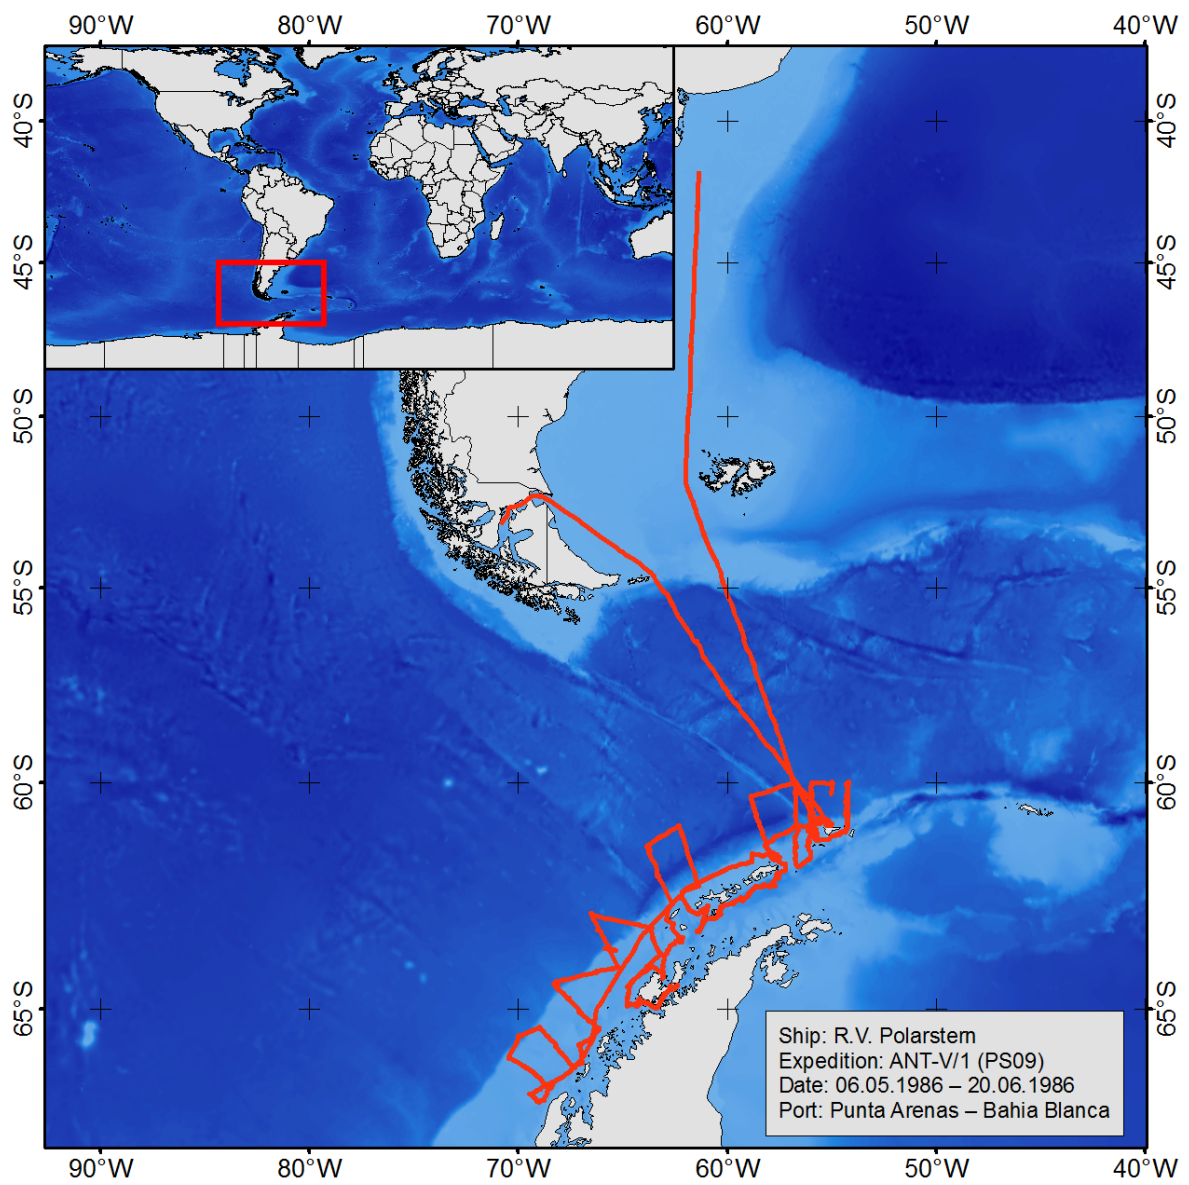 90°W 80°W 70°W 60°W 50°W 40°W
40°S 40°S
45°S 45°S
50°S 50°S
55°S 55°S
60°S 60°S
65°S 65°S
Ship: R.V. Polarstern
Expedition: ANT-V/1 (PS09)
Date: 06.05.1986 – 20.06.1986
Port: Punta Arenas – Bahia Blanca
90°W 80°W 70°W 60°W 50°W 40°W